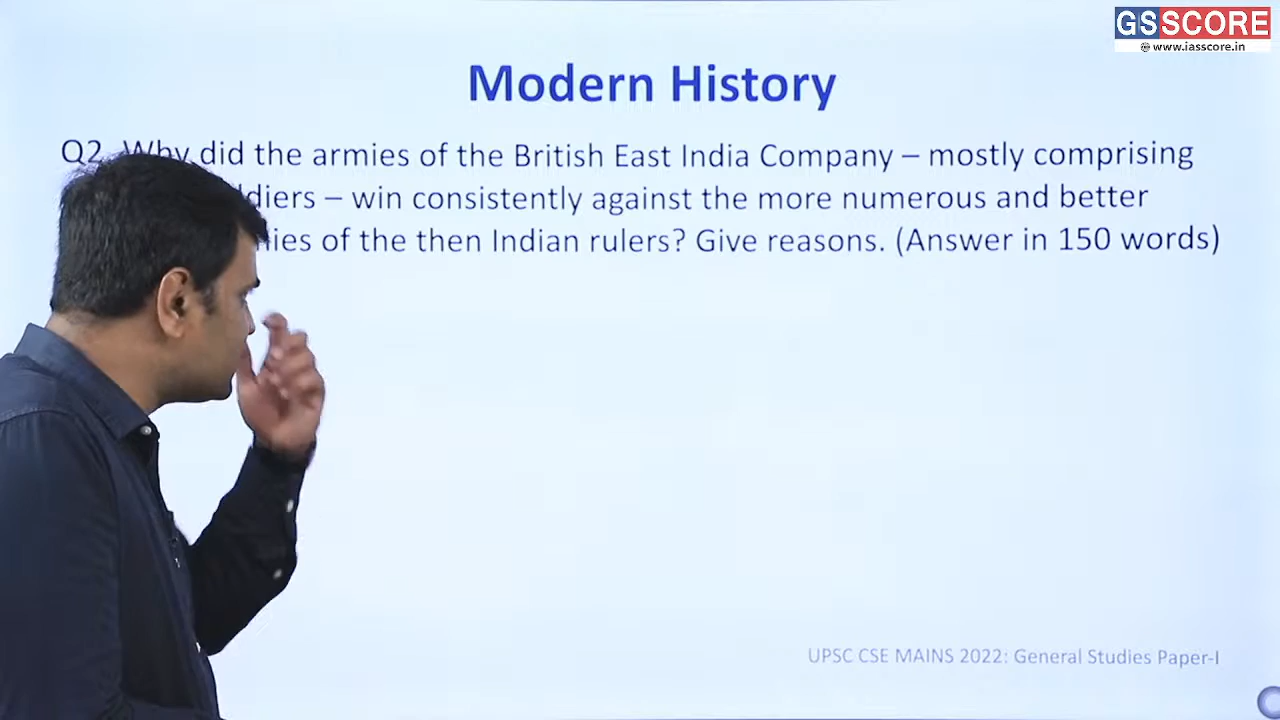 GSSCORE
www.iasscore.in
Modern History
Q2. Why did the armies of the British East India Company – mostly comprising
diers – win consistently against the more numerous and better
ies of the then Indian rulers? Give reasons. (Answer in 150 words)
UPSC CSE MAINS 2022: General Studies Paper-I